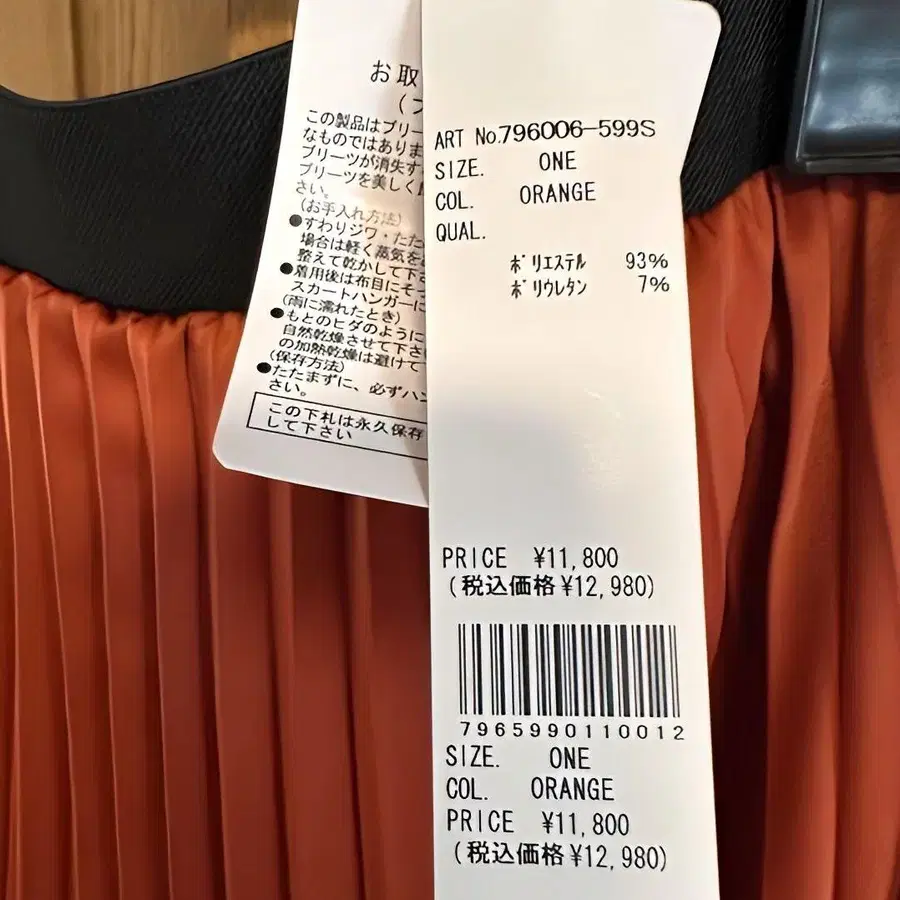 お取
この製品はプリー
なものではありま
プリーツが消失す
プリーツを美しく
さい。
(お手入れ方法)
●すわりジワ・たた
場合は軽く蒸気を
整えて乾かして下さ
●着用後は布目にそっ
スカートハンガーに
(雨に濡れたとき)
●もとのヒダのように
自然乾燥させて下さい
の加熱乾燥は避けて
(保存方法)
●たたまずに、必ずハン
さい。
この下札は永久保存
して下さい
ART No.796006-599S
SIZE. ONE
COL. ORANGE
QUAL.
ﾎﾟﾘｴｽﾃﾙ 93%
ﾎﾟﾘｳﾚﾀﾝ 7%
PRICE ¥11,800
(税込価格¥12,980)
7965990110012
SIZE. ONE
COL. ORANGE
PRICE ¥11,800
(税込価格¥12,980)